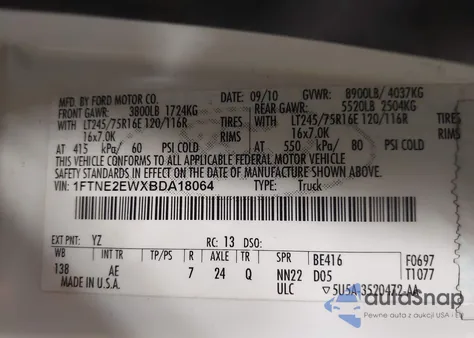 MFD. BY FORD MOTOR CO.
DATE: 09/10 GVWR: 8900LB/ 4037KG
FRONT GAWR: 3800LB 1724KG
REAR GAWR: 5520LB 2504KG
WITH LT245/75R16E 120/116R TIRES WITH LT245/75R16E 120/116R TIRES
16x7.0K RIMS 16x7.0K RIMS
AT 415 kPa/ 60 PSI COLD AT 550 kPa/ 80 PSI COLD
THIS VEHICLE CONFORMS TO ALL APPLICABLE FEDERAL MOTOR VEHICLE
SAFETY STANDARDS IN EFFECT ON THE DATE OF MANUFACTURE SHOWN ABOVE.
VIN: 1FTNE2EWXBDA18064 TYPE: Truck
EXT PNT: YZ RC: 13 DSO:
WB INT TR TP/PS R AXLE TR SPR BE416 F0697
138 AE 7 24 Q NN22 D05 T1077
MADE IN U.S.A. ULC ▽5U5A-3520472-AA
autoSnap
Pewne auta z aukcji USA i EU